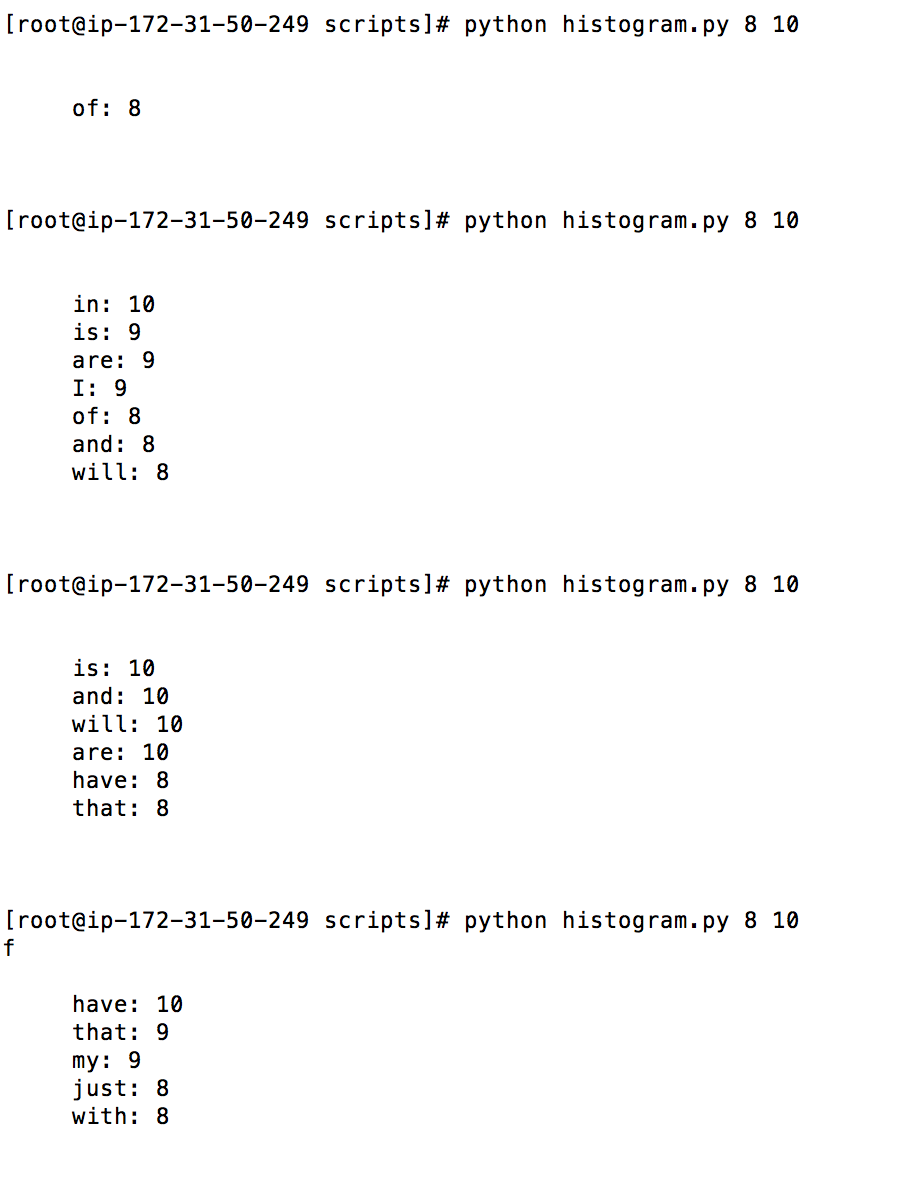 [root@ip-172-31-50-249 scripts]# python histogram.py 8 10
of: 8
[root@ip-172-31-50-249 scripts]# python histogram.py 8 10
in: 10
is: 9
are: 9
I: 9
of: 8
and: 8
will: 8
[root@ip-172-31-50-249 scripts]# python histogram.py 8 10
is: 10
and: 10
will: 10
are: 10
have: 8
that: 8
[root@ip-172-31-50-249 scripts]# python histogram.py 8 10
f
have: 10
that: 9
my: 9
just: 8
with: 8